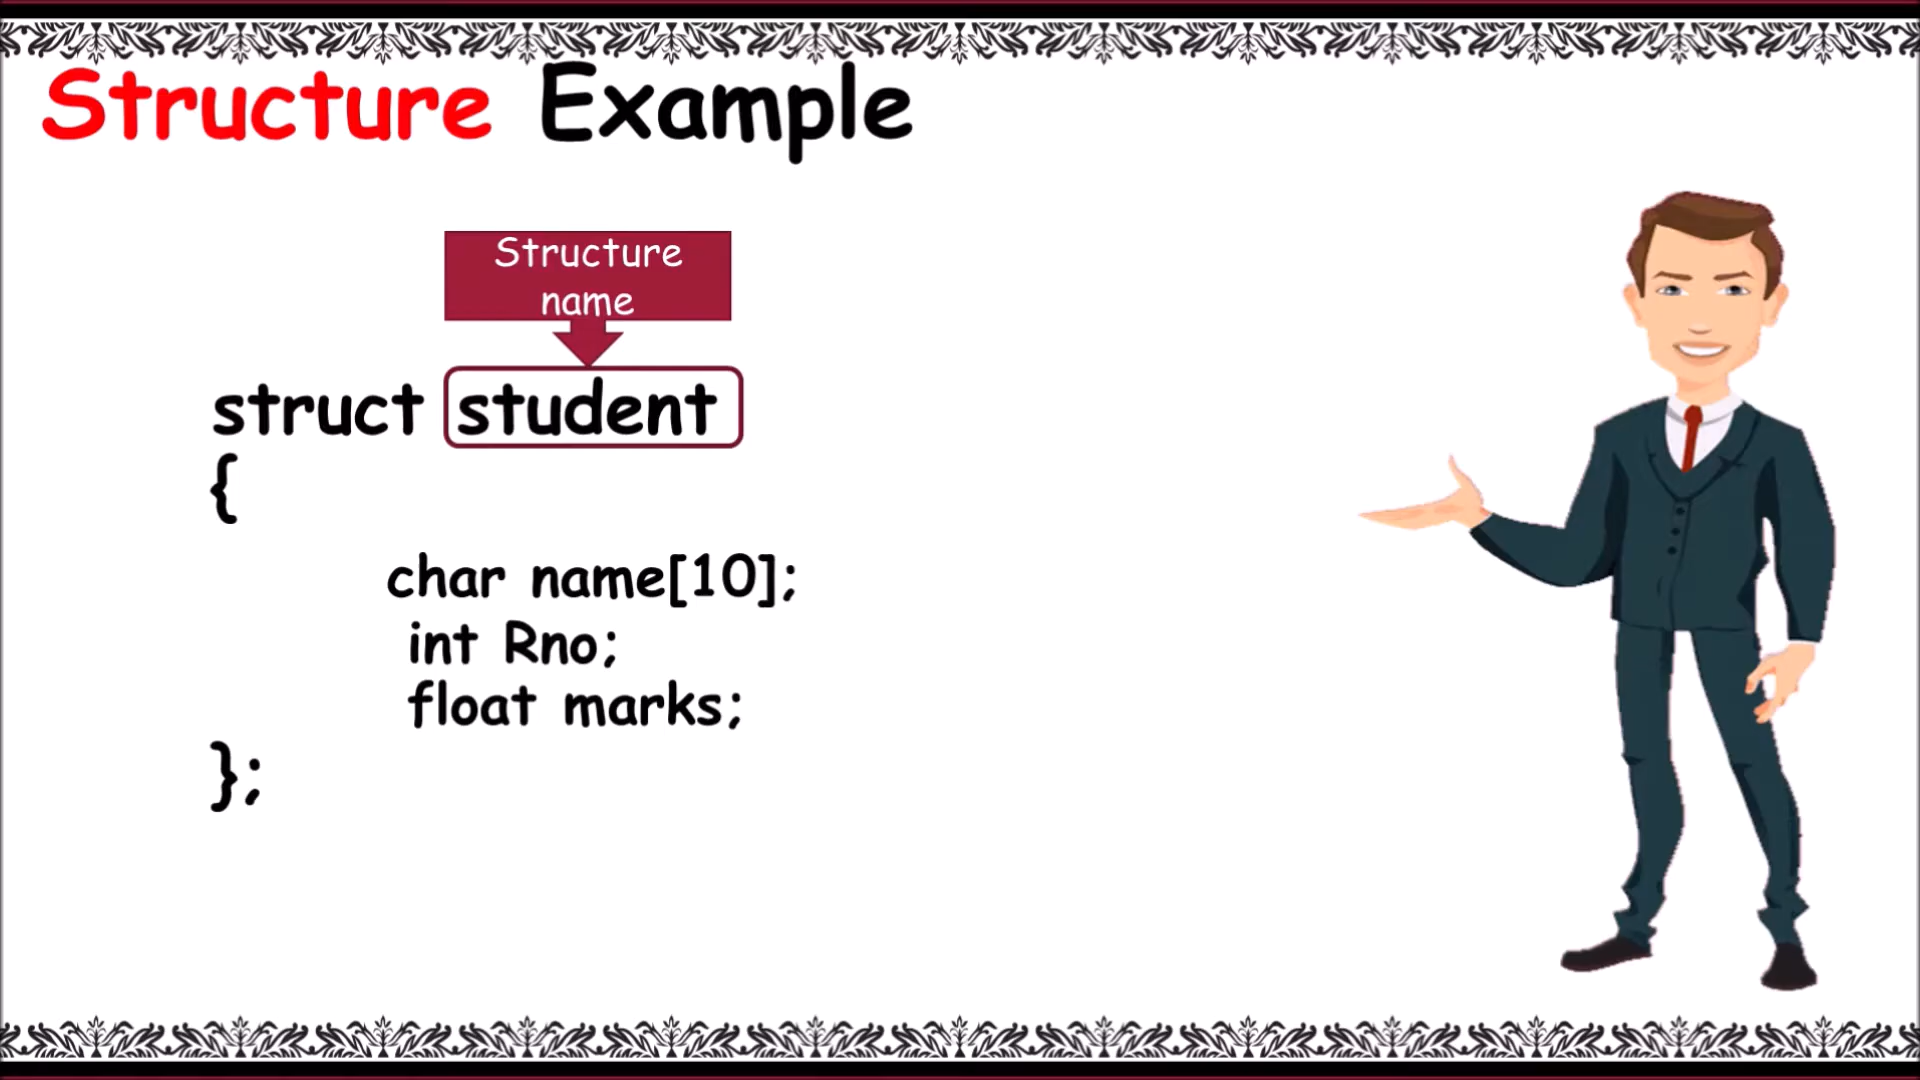 Structure Example
Structure
name
struct student
{
char name[10];
int Rno;
float marks;
};